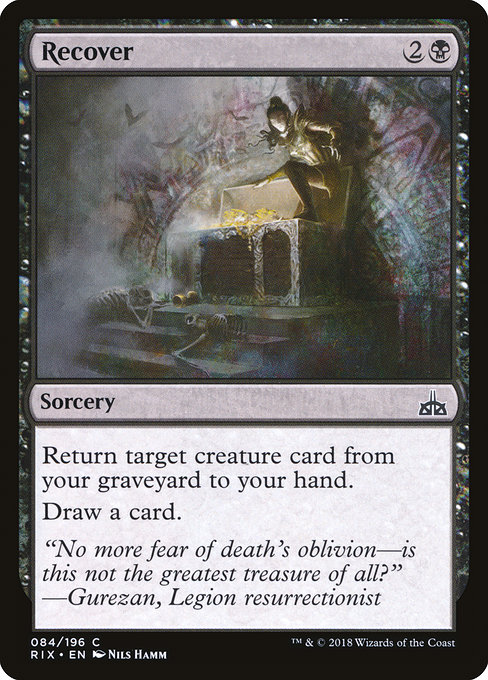 Recover 2
Sorcery
Return target creature card from
your graveyard to your hand.
Draw a card.
“No more fear of death’s oblivion—is
this not the greatest treasure of all?”
—Gurezan, Legion resurrectionist
084/196 C
™ & © 2018 Wizards of the Coast
RIX • EN Nils Hamm